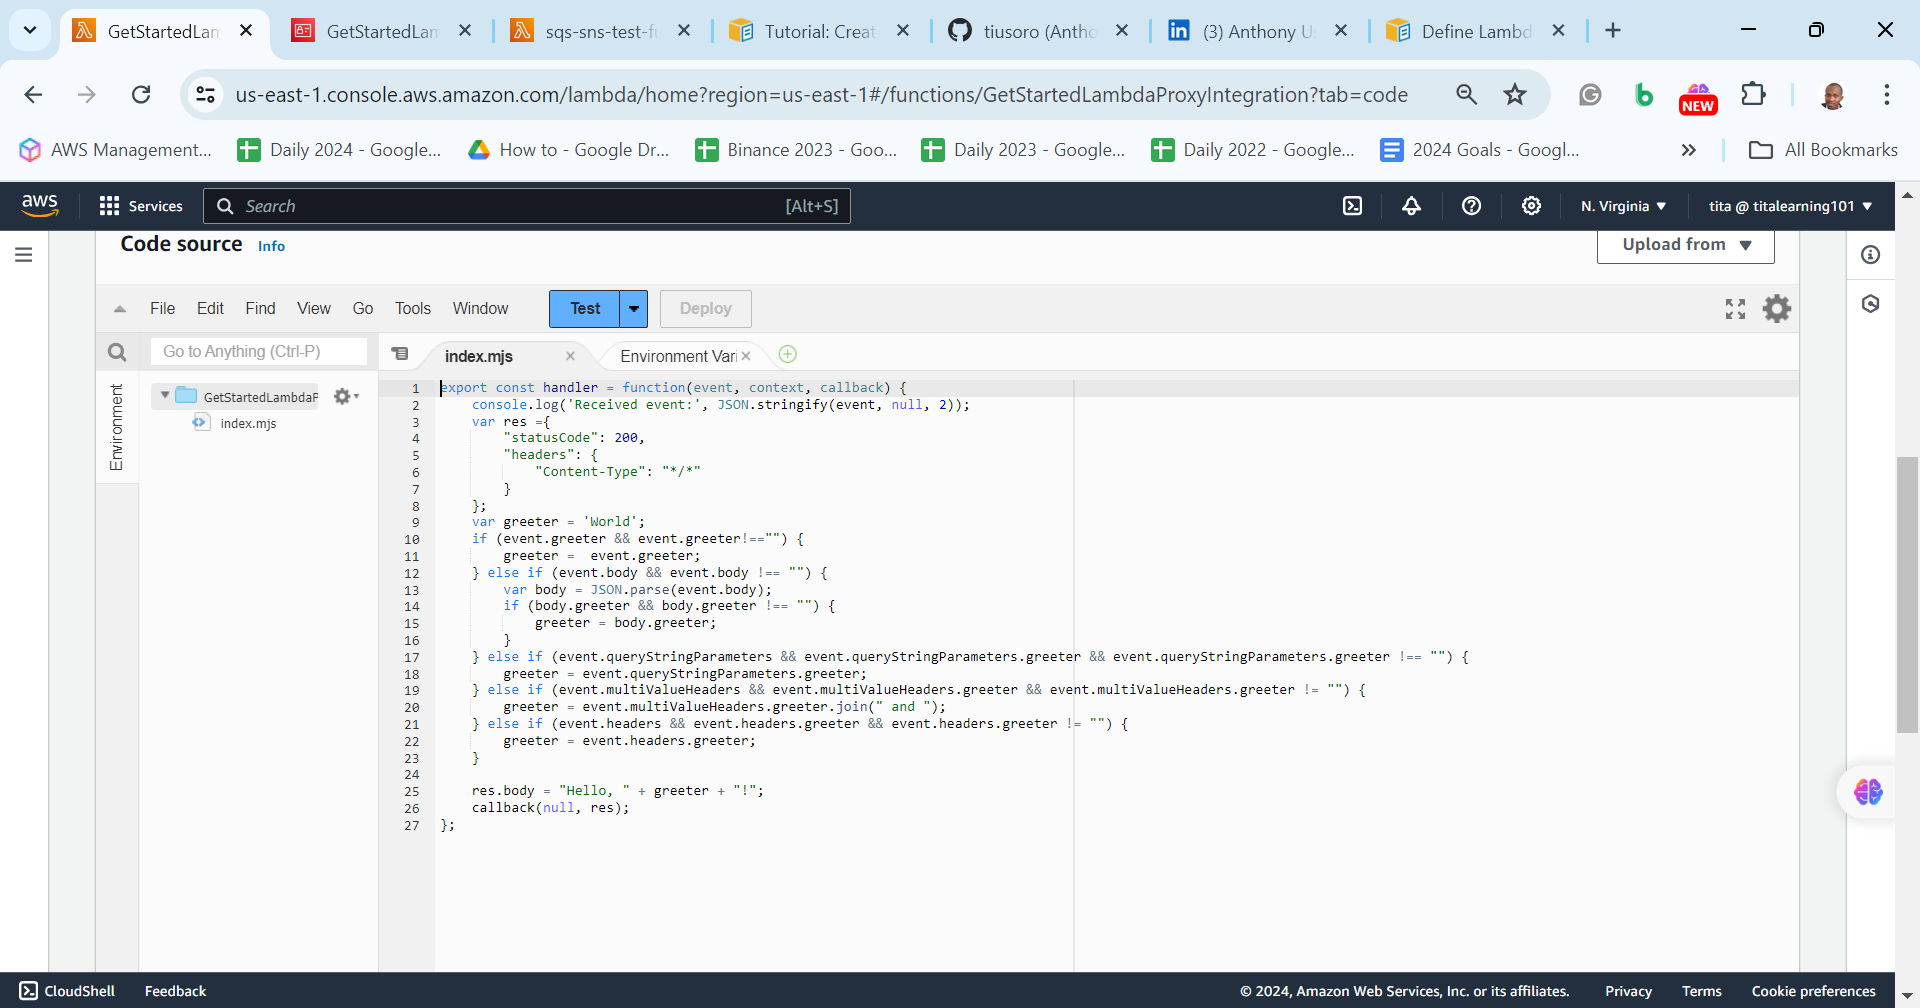 GetStartedLam
GetStartedLam
sqs-sns-test-fu
Tutorial: Creat
tiusoro (Antho
(3) Anthony U
Define Lambd
us-east-1.console.aws.amazon.com/lambda/home?region=us-east-1#/functions/GetStartedLambdaProxyIntegration?tab=code
NEW
AWS Management...
Daily 2024 - Google...
How to - Google Dr...
Binance 2023 - Goo...
Daily 2023 - Google...
Daily 2022 - Google...
2024 Goals - Googl...
All Bookmarks
aws
Services
Search
[Alt+S]
N. Virginia
tita @ titalearning101
Code source Info
Upload from
File Edit Find View Go Tools Window
Test
Deploy
Go to Anything (Ctrl-P)
index.mjs
Environment Vari
Environment
GetStartedLambdaP
index.mjs
1 export const handler = function(event, context, callback) {
2 console.log('Received event:', JSON.stringify(event, null, 2));
3 var res ={
4 "statusCode": 200,
5 "headers": {
6 "Content-Type": "*/*"
7 }
8 };
9 var greeter = 'World';
10 if (event.greeter && event.greeter!=="") {
11 greeter =  event.greeter;
12 } else if (event.body && event.body !== "") {
13 var body = JSON.parse(event.body);
14 if (body.greeter && body.greeter !== "") {
15 greeter = body.greeter;
16 }
17 } else if (event.queryStringParameters && event.queryStringParameters.greeter && event.queryStringParameters.greeter !== "") {
18 greeter = event.queryStringParameters.greeter;
19 } else if (event.multiValueHeaders && event.multiValueHeaders.greeter && event.multiValueHeaders.greeter != "") {
20 greeter = event.multiValueHeaders.greeter.join(" and ");
21 } else if (event.headers && event.headers.greeter && event.headers.greeter != "") {
22 greeter = event.headers.greeter;
23 }
24
25 res.body = "Hello, " + greeter + "!";
26 callback(null, res);
27 };
CloudShell
Feedback
© 2024, Amazon Web Services, Inc. or its affiliates.
Privacy
Terms
Cookie preferences